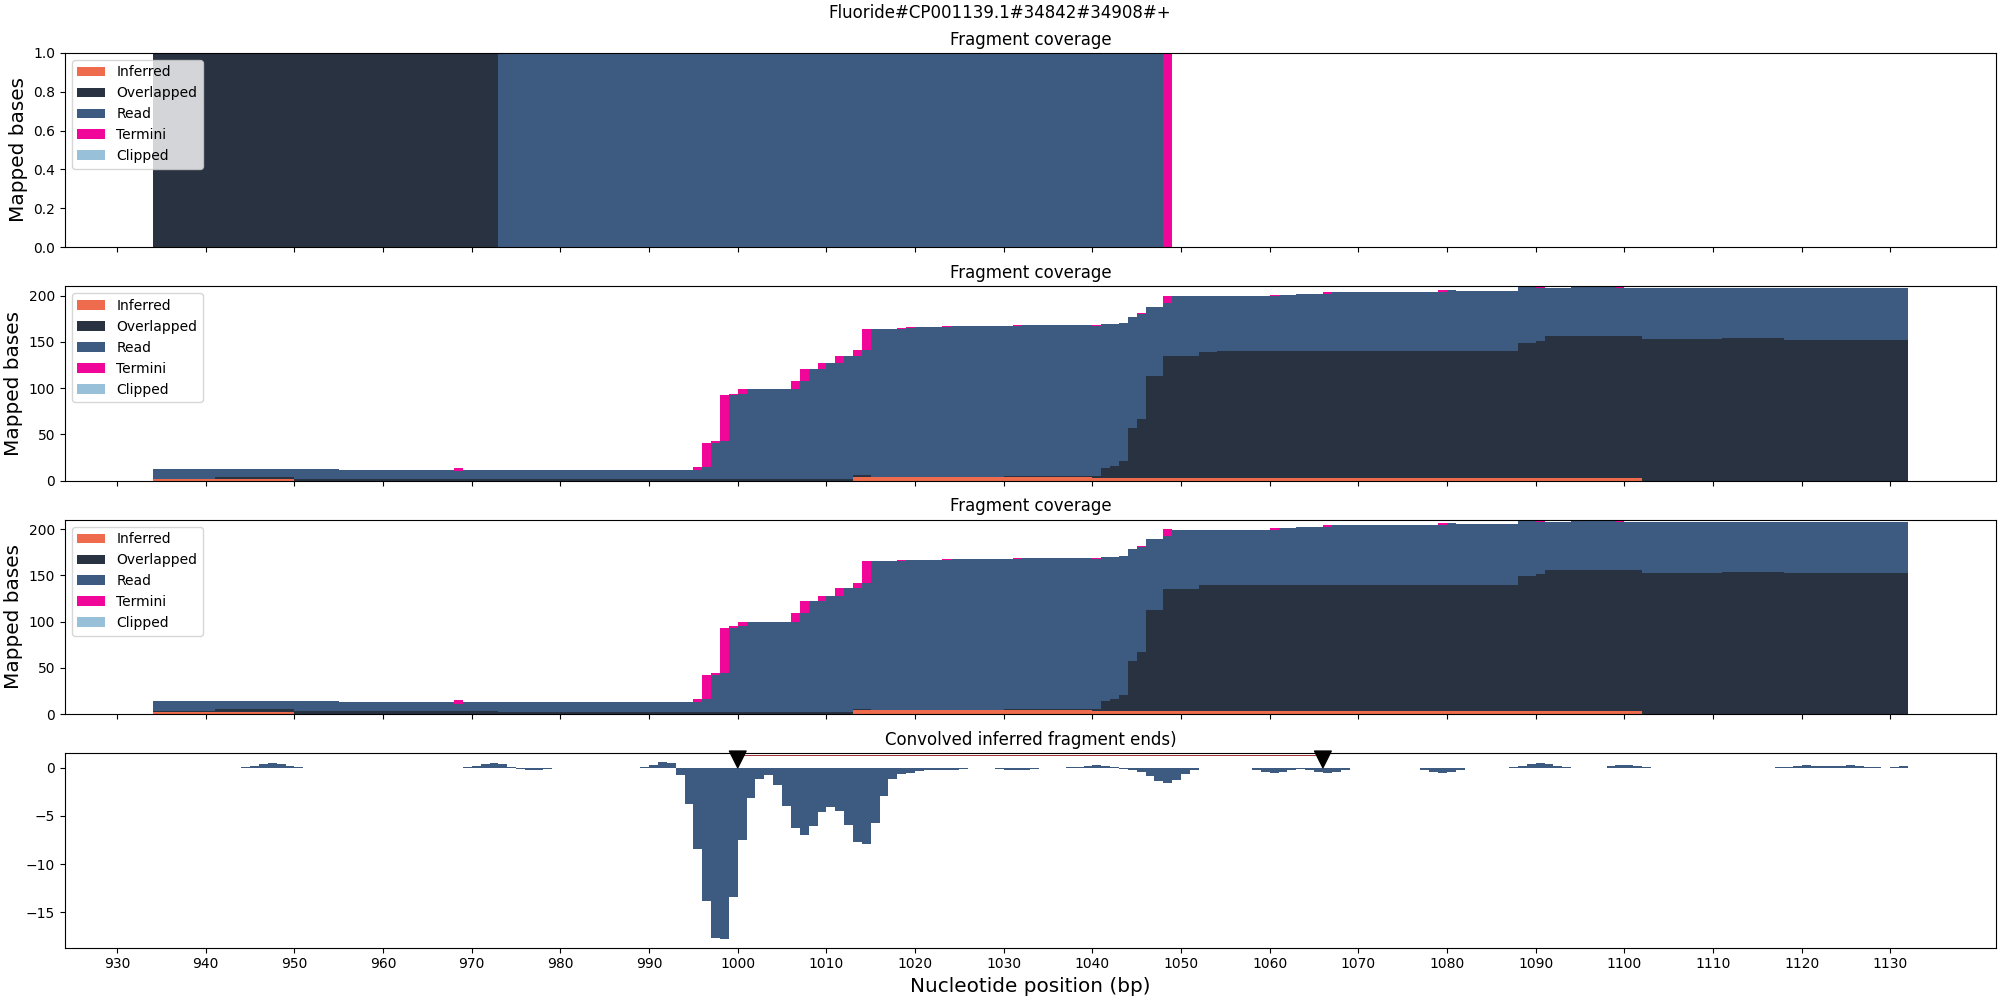 Fluoride#CP001139.1#34842#34908#+
Fragment coverage
Mapped bases
1.0
0.8
0.6
0.4
0.2
0.0
Inferred
Overlapped
Read
Termini
Clipped
Fragment coverage
Mapped bases
200
150
100
50
0
Inferred
Overlapped
Read
Termini
Clipped
Fragment coverage
Mapped bases
200
150
100
50
0
Inferred
Overlapped
Read
Termini
Clipped
Convolved inferred fragment ends)
0
−5
−10
−15
930 940 950 960 970 980 990 1000 1010 1020 1030 1040 1050 1060 1070 1080 1090 1100 1110 1120 1130
Nucleotide position (bp)